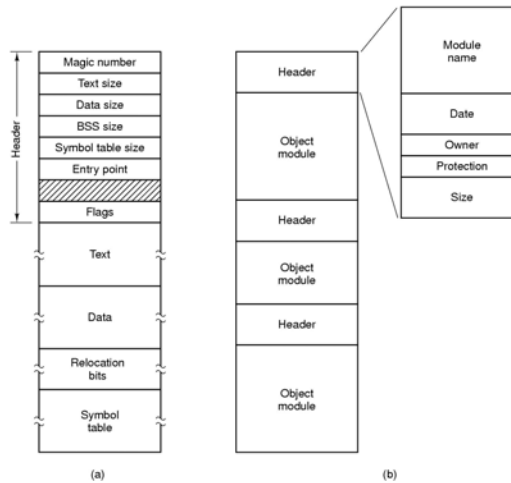 Header
Magic number
Text size
Data size
BSS size
Symbol table size
Entry point
Flags
Text
Data
Relocation
bits
Symbol
table
(a)
Header
Object
module
Header
Object
module
Header
Object
module
(b)
Module
name
Date
Owner
Protection
Size